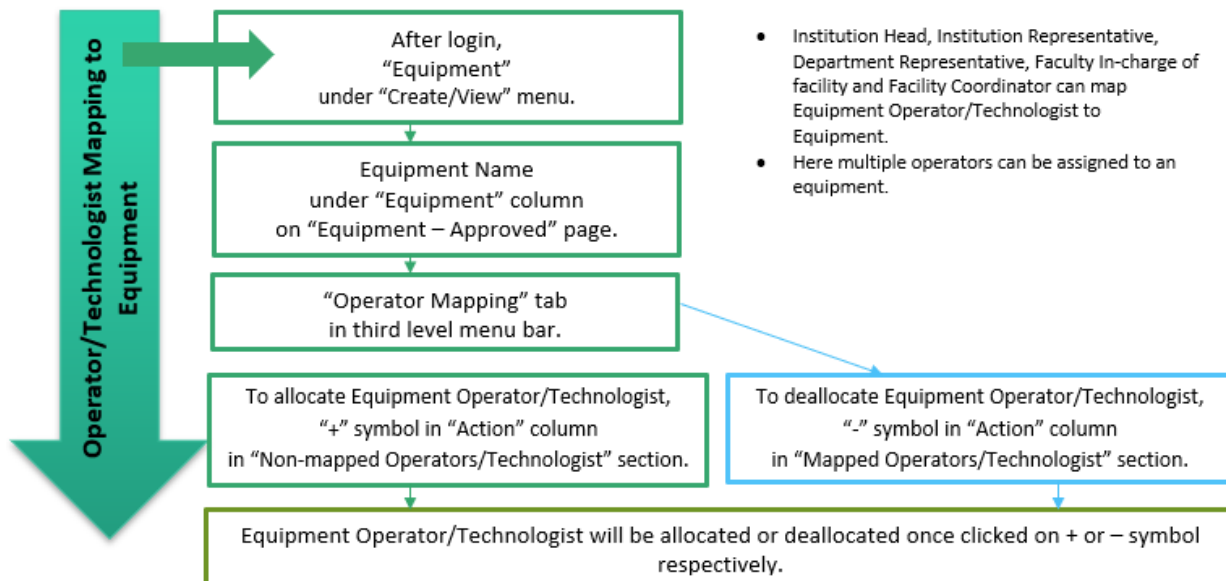 Operator/Technologist Mapping to
Equipment
After login,
“Equipment”
under “Create/View” menu.
Equipment Name
under “Equipment” column
on “Equipment – Approved” page.
“Operator Mapping” tab
in third level menu bar.
To allocate Equipment Operator/Technologist,
“+” symbol in “Action” column
in “Non-mapped Operators/Technologist” section.
To deallocate Equipment Operator/Technologist,
“-” symbol in “Action” column
in “Mapped Operators/Technologist” section.
Equipment Operator/Technologist will be allocated or deallocated once clicked on + or – symbol
respectively.
• Institution Head, Institution Representative,
Department Representative, Faculty In-charge of
facility and Facility Coordinator can map
Equipment Operator/Technologist to
Equipment.
• Here multiple operators can be assigned to an
equipment.